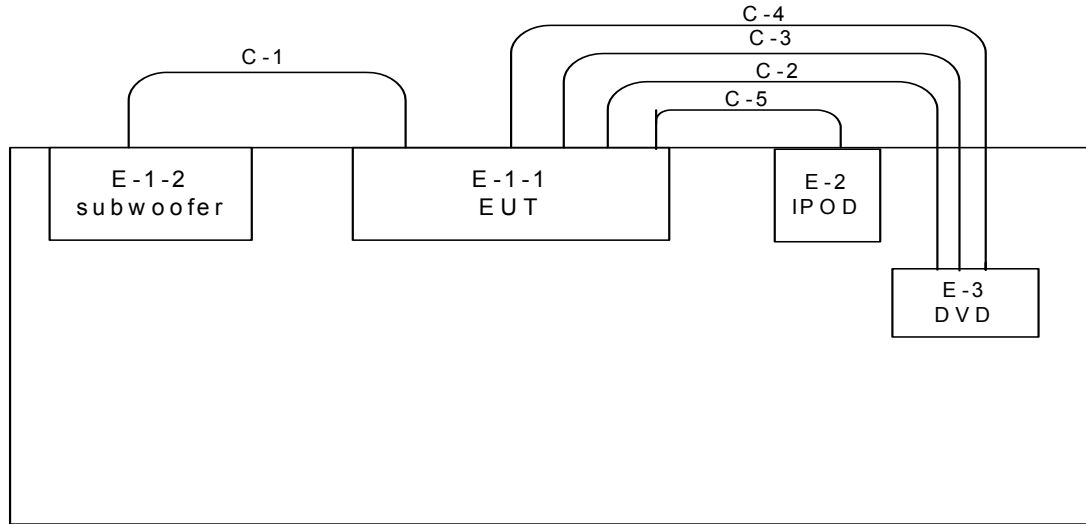 C-4
C-3
C-1
C-2
C-5
E-1-2
subwoofer
E-1-1
EUT
E-2
IPOD
E-3
DVD